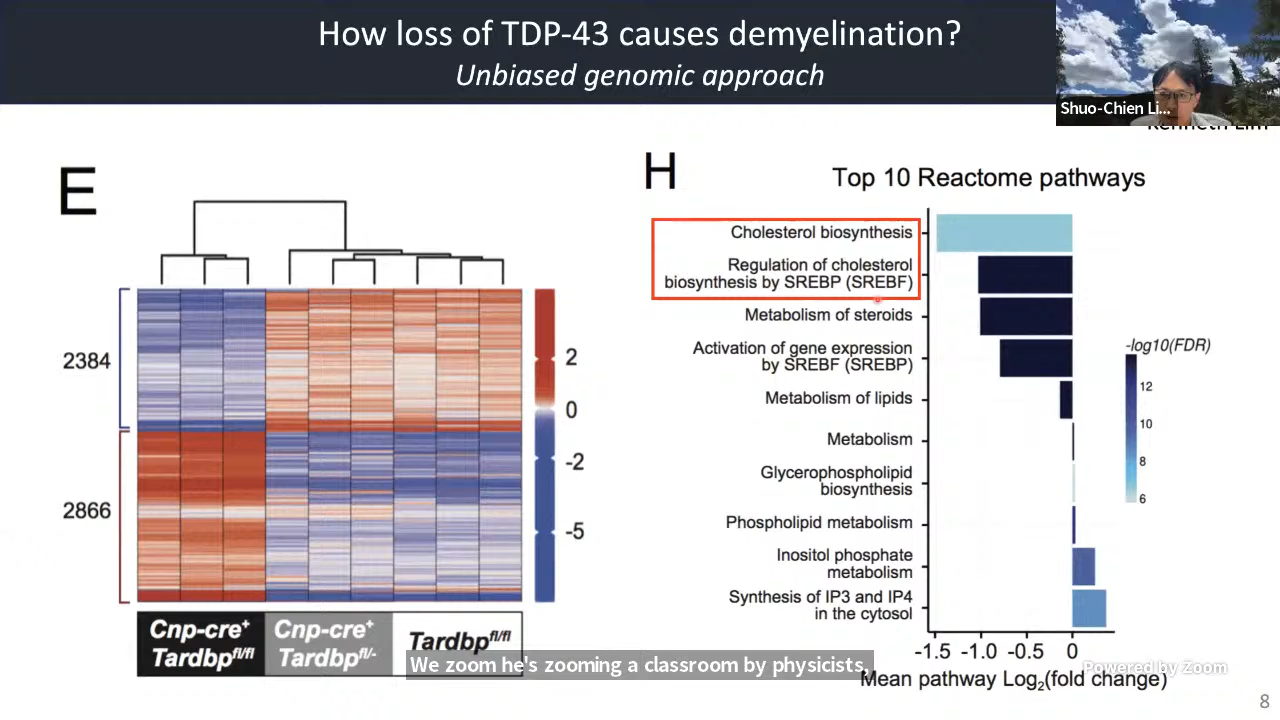 How loss of TDP-43 causes demyelination?
Unbiased genomic approach
Shuo-Chien Li...
E
2384
2866
2
0
-2
-5
Cnp-cre+
Tardbpfl/fl
Cnp-cre+
Tardbpfl/-
Tardbpfl/fl
H
Top 10 Reactome pathways
Cholesterol biosynthesis
Regulation of cholesterol
biosynthesis by SREBP (SREBF)
Metabolism of steroids
Activation of gene expression
by SREBF (SREBP)
Metabolism of lipids
Metabolism
Glycerophospholipid
biosynthesis
Phospholipid metabolism
Inositol phosphate
metabolism
Synthesis of IP3 and IP4
in the cytosol
-1.5 -1.0 -0.5 0
Mean pathway Log2(fold change)
-log10(FDR)
12
10
8
6
We zoom he's zooming a classroom by physicists,
Powered by Zoom
8